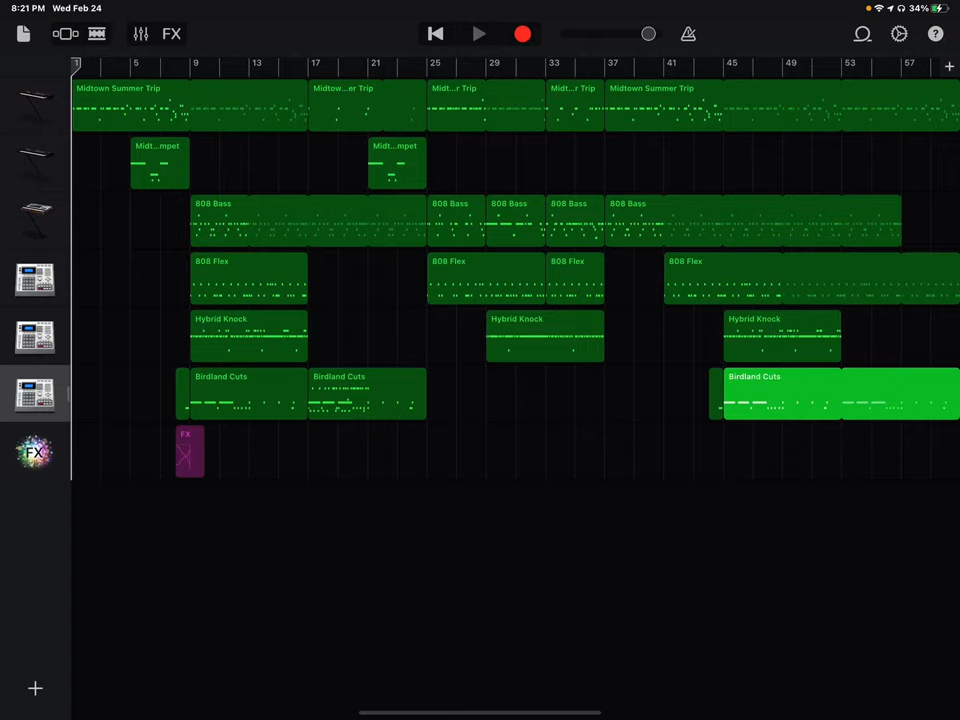 8:21 PM Wed Feb 24 34%
FX
1 5 9 13 17 21 25 29 33 37 41 45 49 53 57
Midtown Summer Trip Midtow...er Trip Midt...r Trip Midt...r Trip Midtown Summer Trip
Midt...mpet Midt...mpet
808 Bass 808 Bass 808 Bass 808 Bass 808 Bass
808 Flex 808 Flex 808 Flex 808 Flex
Hybrid Knock Hybrid Knock Hybrid Knock
Birdland Cuts Birdland Cuts Birdland Cuts
FX FX